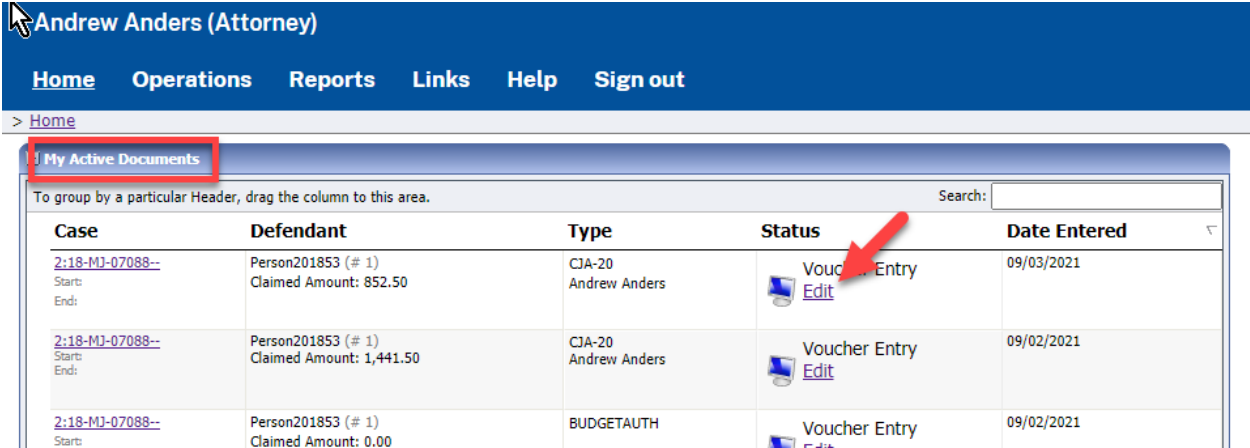 Andrew Anders (Attorney)
Home Operations Reports Links Help Sign out
> Home
My Active Documents
To group by a particular Header, drag the column to this area. Search:
Case Defendant Type Status Date Entered
2:18-MJ-07088-- Person201853 (# 1) CJA-20 Voucher Entry 09/03/2021
Start: Claimed Amount: 852.50 Andrew Anders Edit
End:
2:18-MJ-07088-- Person201853 (# 1) CJA-20 Voucher Entry 09/02/2021
Start: Claimed Amount: 1,441.50 Andrew Anders Edit
End:
2:18-MJ-07088-- Person201853 (# 1) BUDGETAUTH Voucher Entry 09/02/2021
Start: Claimed Amount: 0.00 Edit